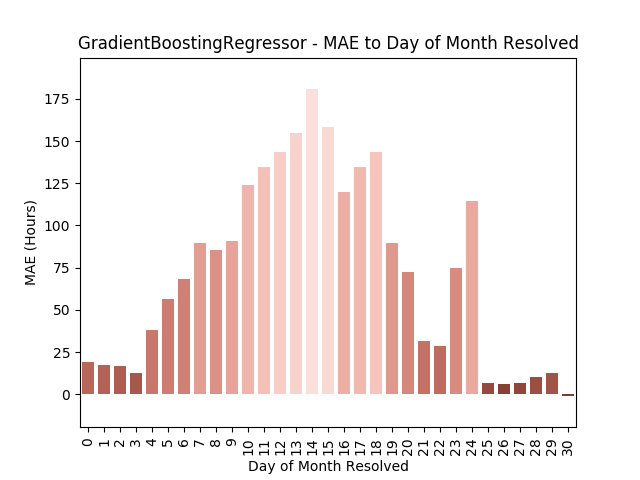 GradientBoostingRegressor - MAE to Day of Month Resolved
MAE (Hours)
175
150
125
100
75
50
25
0
0 1 2 3 4 5 6 7 8 9 10 11 12 13 14 15 16 17 18 19 20 21 22 23 24 25 26 27 28 29 30
Day of Month Resolved